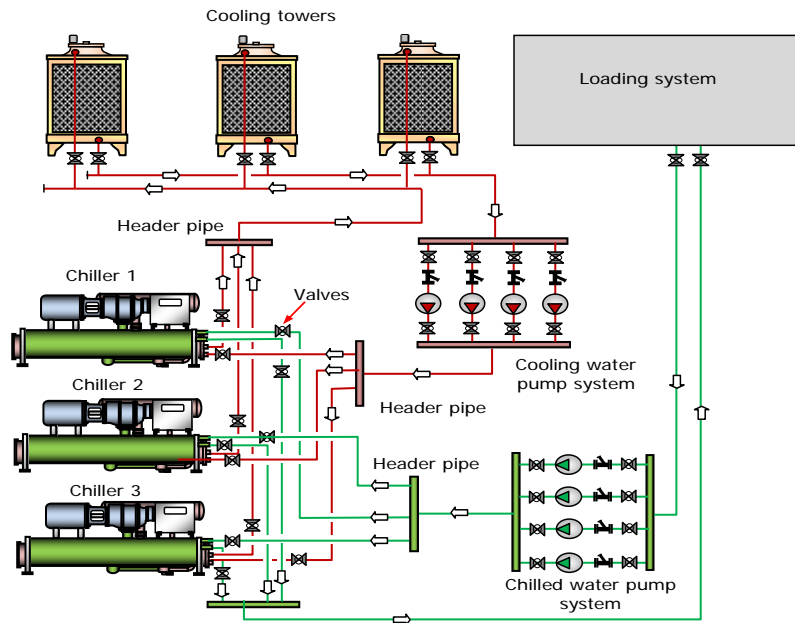 Cooling towers
Loading system
Header pipe
Chiller 1
Valves
Cooling water
pump system
Chiller 2
Header pipe
Header pipe
Chiller 3
Chilled water pump
system